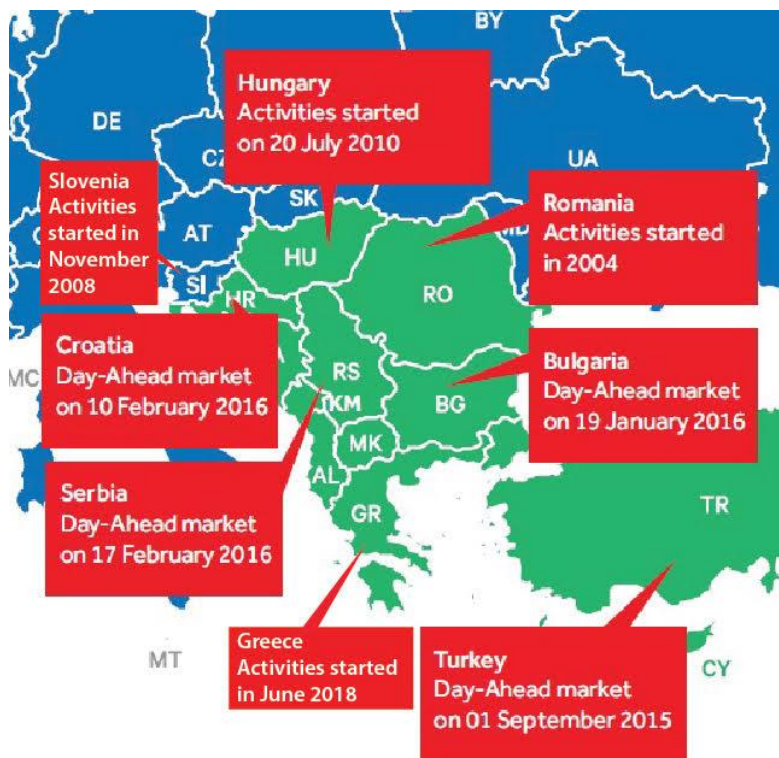 BY
Hungary
Activities started
on 20 July 2010
DE
UA
Slovenia
Activities
started in
November
2008
SK
AT
Romania
Activities started
in 2004
HU
SI
HR
RO
Croatia
Day-Ahead market
on 10 February 2016
MC
RS
KM
Bulgaria
Day-Ahead market
on 19 January 2016
BG
MK
AL
Serbia
Day-Ahead market
on 17 February 2016
GR
TR
MT
Greece
Activities started
in June 2018
Turkey
Day-Ahead market
on 01 September 2015
CY